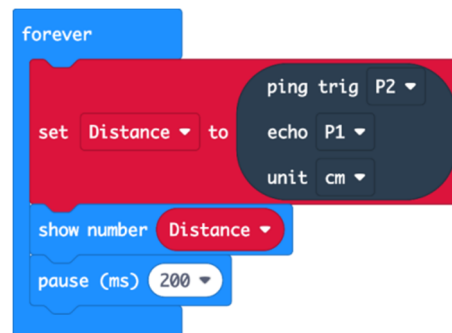 forever
ping trig P2
set Distance to echo P1
unit cm
show number Distance
pause (ms) 200